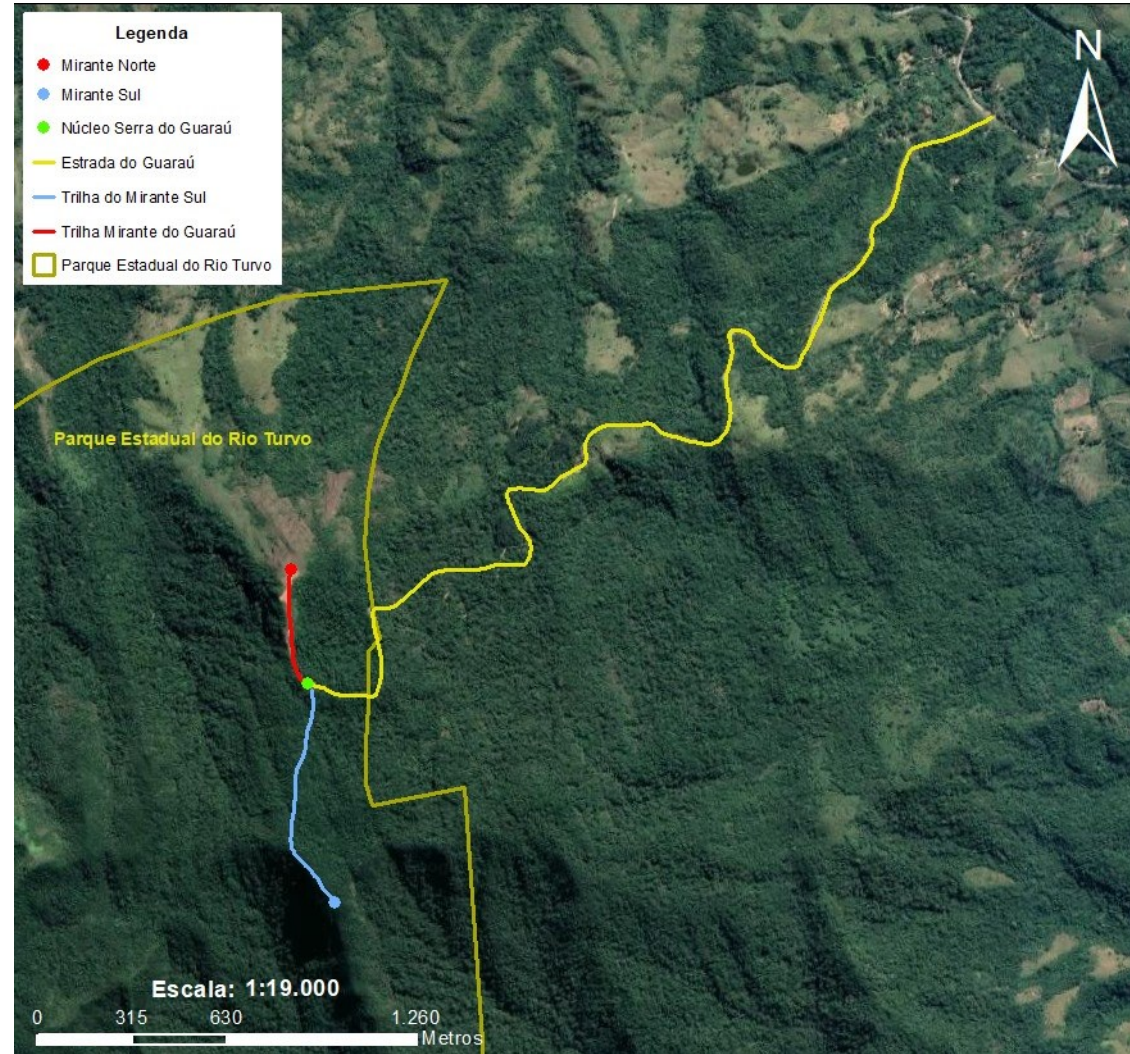 Legenda
Mirante Norte
Mirante Sul
Núcleo Serra do Guaraú
Estrada do Guaraú
Trilha do Mirante Sul
Trilha Mirante do Guaraú
Parque Estadual do Rio Turvo
N
Parque Estadual do Rio Turvo
Escala: 1:19.000
0 315 630 1.260
Metros